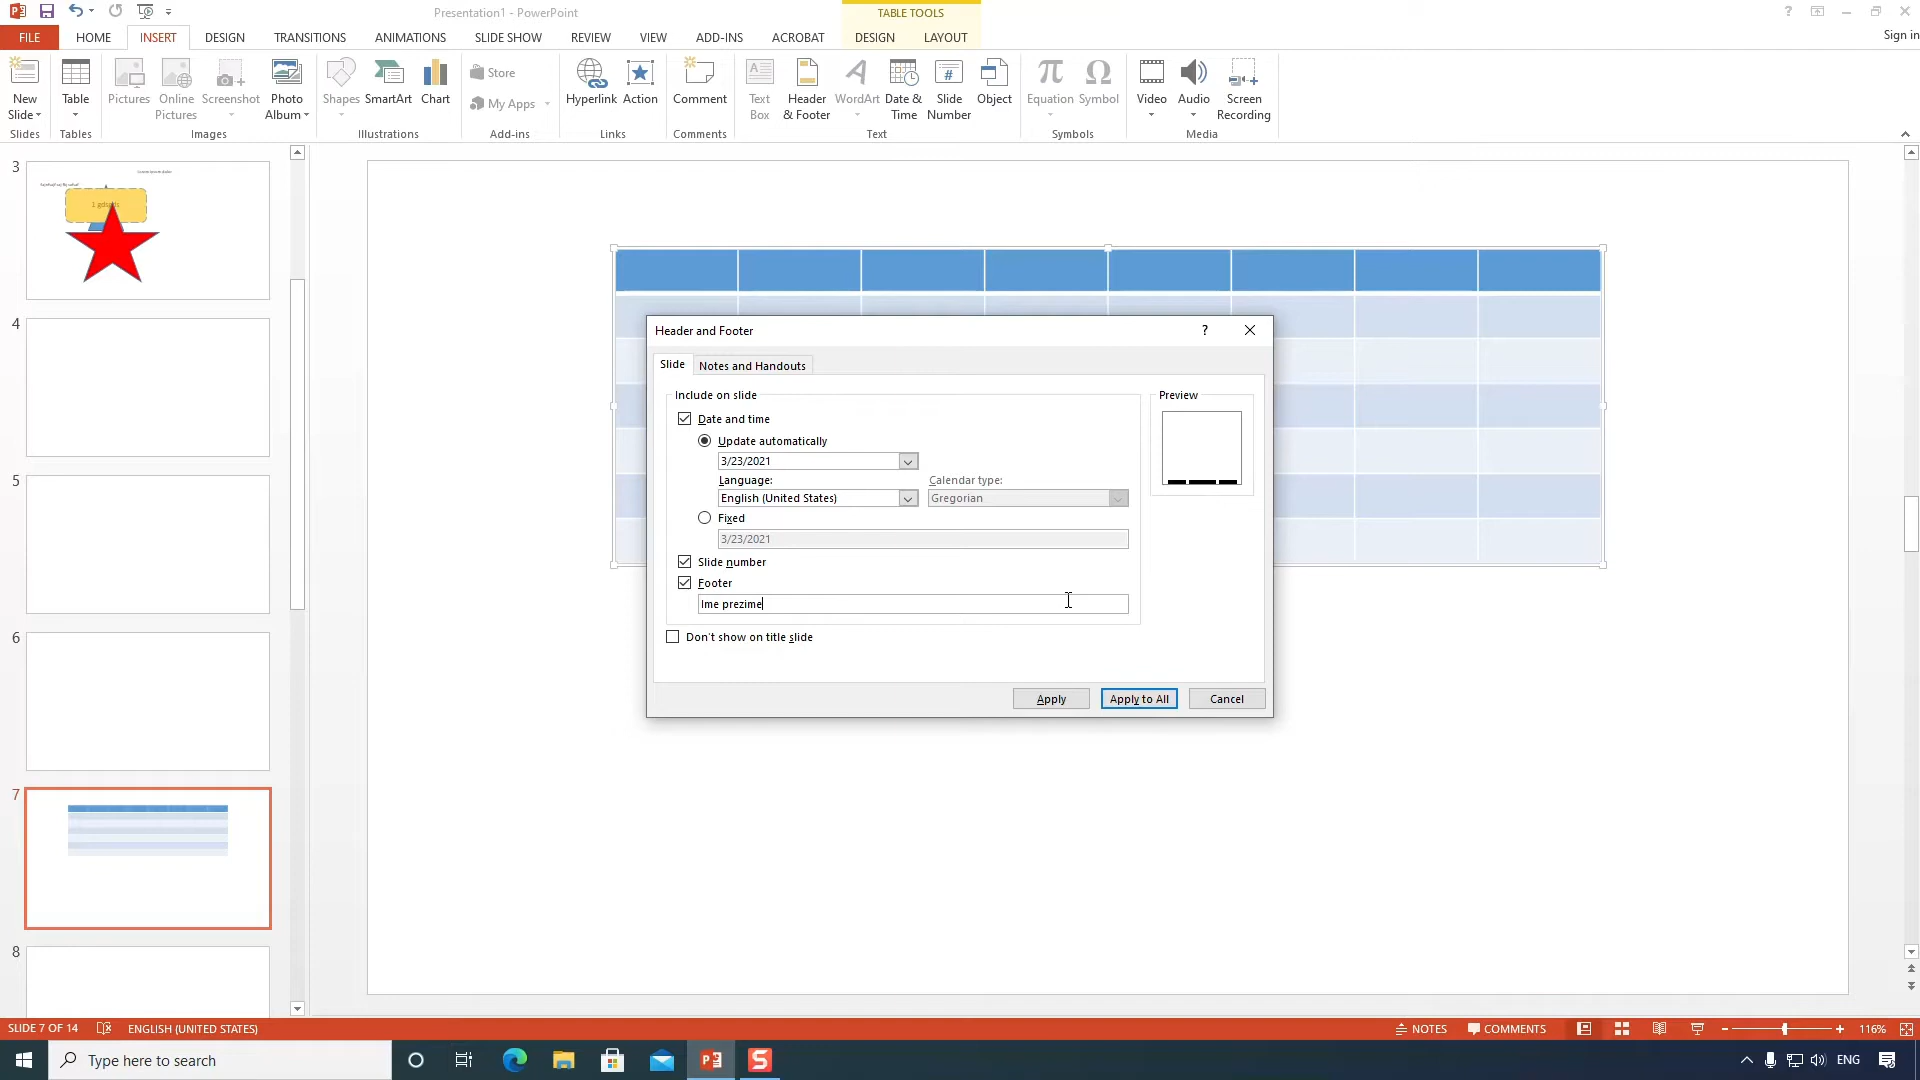 Presentation1 - PowerPoint
TABLE TOOLS
FILE HOME INSERT DESIGN TRANSITIONS ANIMATIONS SLIDE SHOW REVIEW VIEW ADD-INS ACROBAT DESIGN LAYOUT Sign in
New Slide
Table
Pictures
Online Pictures
Screenshot
Photo Album
Shapes
SmartArt
Chart
Store
My Apps
Hyperlink
Action
Comment
Text Box
Header & Footer
WordArt
Date & Time
Slide Number
Object
Equation
Symbol
Video
Audio
Screen Recording
Slides Tables Images Illustrations Add-ins Links Comments Text Symbols Media
3
4
5
6
7
8
Header and Footer ?
Slide Notes and Handouts
Include on slide
Preview
Date and time
Update automatically
3/23/2021
Language: Calendar type:
English (United States) Gregorian
Fixed
3/23/2021
Slide number
Footer
Ime prezime
Don't show on title slide
Apply Apply to All Cancel
SLIDE 7 OF 14 ENGLISH (UNITED STATES) NOTES COMMENTS 116%
Type here to search ENG